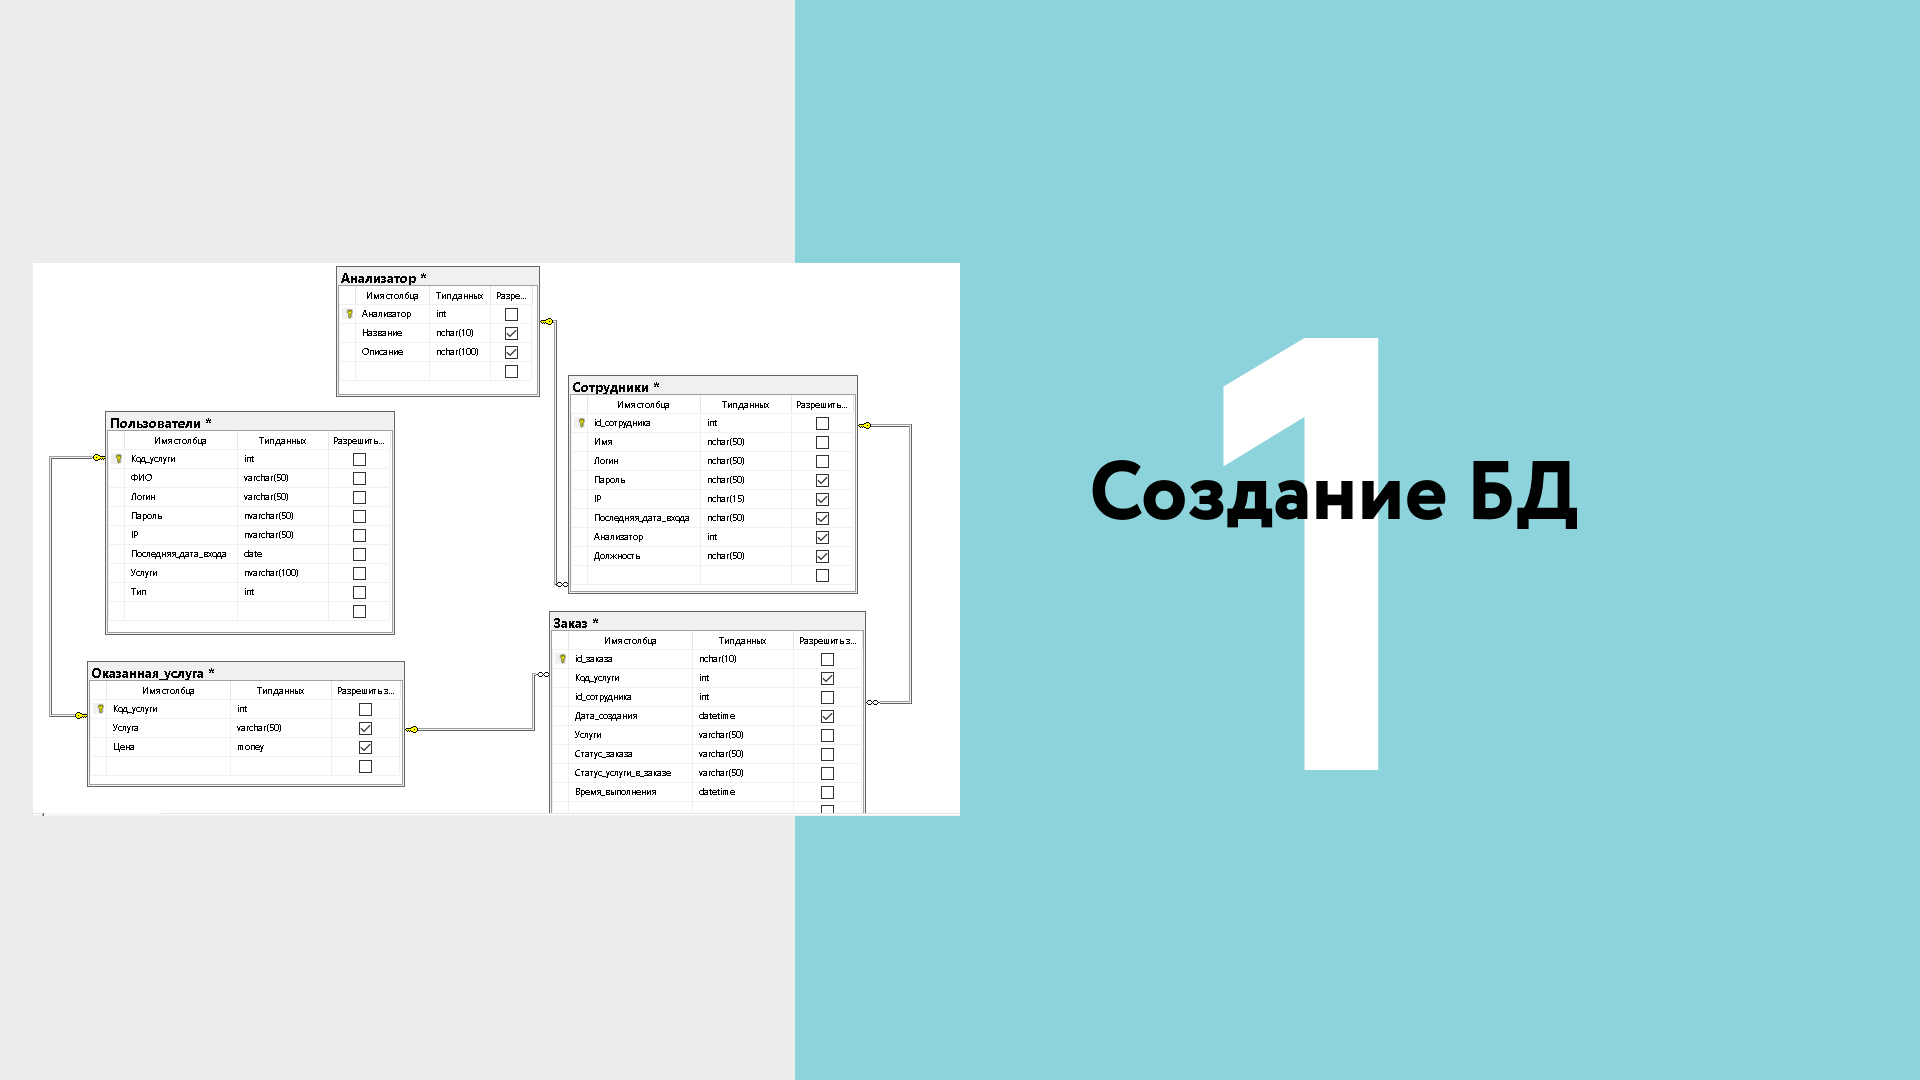 Анализатор *
Имя столбца Тип данных Разре...
Анализатор int
Название nchar(10)
Описание nchar(100)
Сотрудники *
Имя столбца Тип данных Разрешить...
id_сотрудника int
Имя nchar(50)
Логин nchar(50)
Пароль nchar(50)
IP nchar(15)
Последняя_дата_входа nchar(50)
Анализатор int
Должность nchar(50)
Пользователи *
Имя столбца Тип данных Разрешить...
Код_услуги int
ФИО varchar(50)
Логин varchar(50)
Пароль nvarchar(50)
IP nvarchar(50)
Последняя_дата_входа date
Услуги nvarchar(100)
Тип int
Оказанная_услуга *
Имя столбца Тип данных Разрешить з...
Код_услуги int
Услуга varchar(50)
Цена money
Заказ *
Имя столбца Тип данных Разрешить з...
id_заказа nchar(10)
Код_услуги int
id_сотрудника int
Дата_создания datetime
Услуги varchar(50)
Статус_заказа varchar(50)
Статус_услуги_в_заказе varchar(50)
Время_выполнения datetime
1
Создание БД